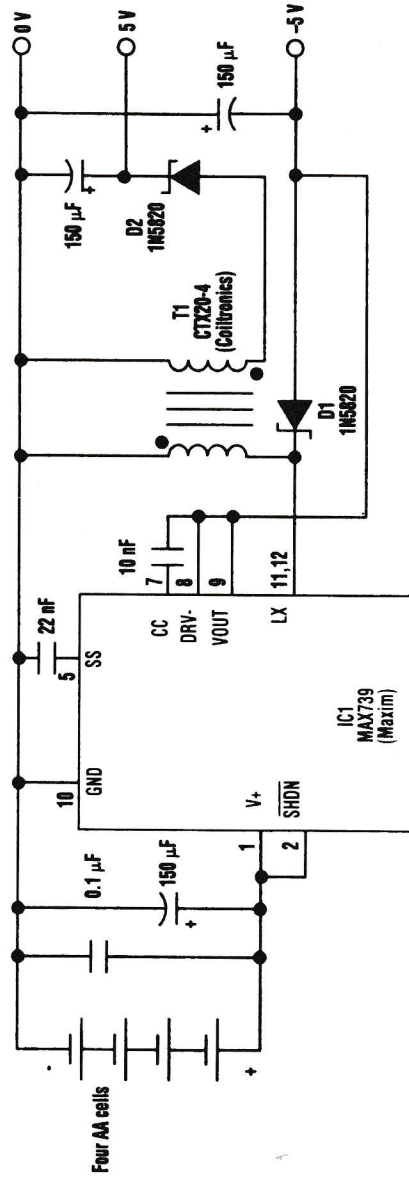 Four AA cells
-
+
0.1 µF
150 µF
+
10
GND
22 nF
5
SS
1
V+
2
SHDN
IC1
MAX739
(Maxim)
10 nF
7
CC
8
DRV-
9
VOUT
11,12
LX
T1
CTX20-4
(Coiltronics)
D1
1N5820
150 µF
+
D2
1N5820
+
150 µF
0 V
5 V
–5 V